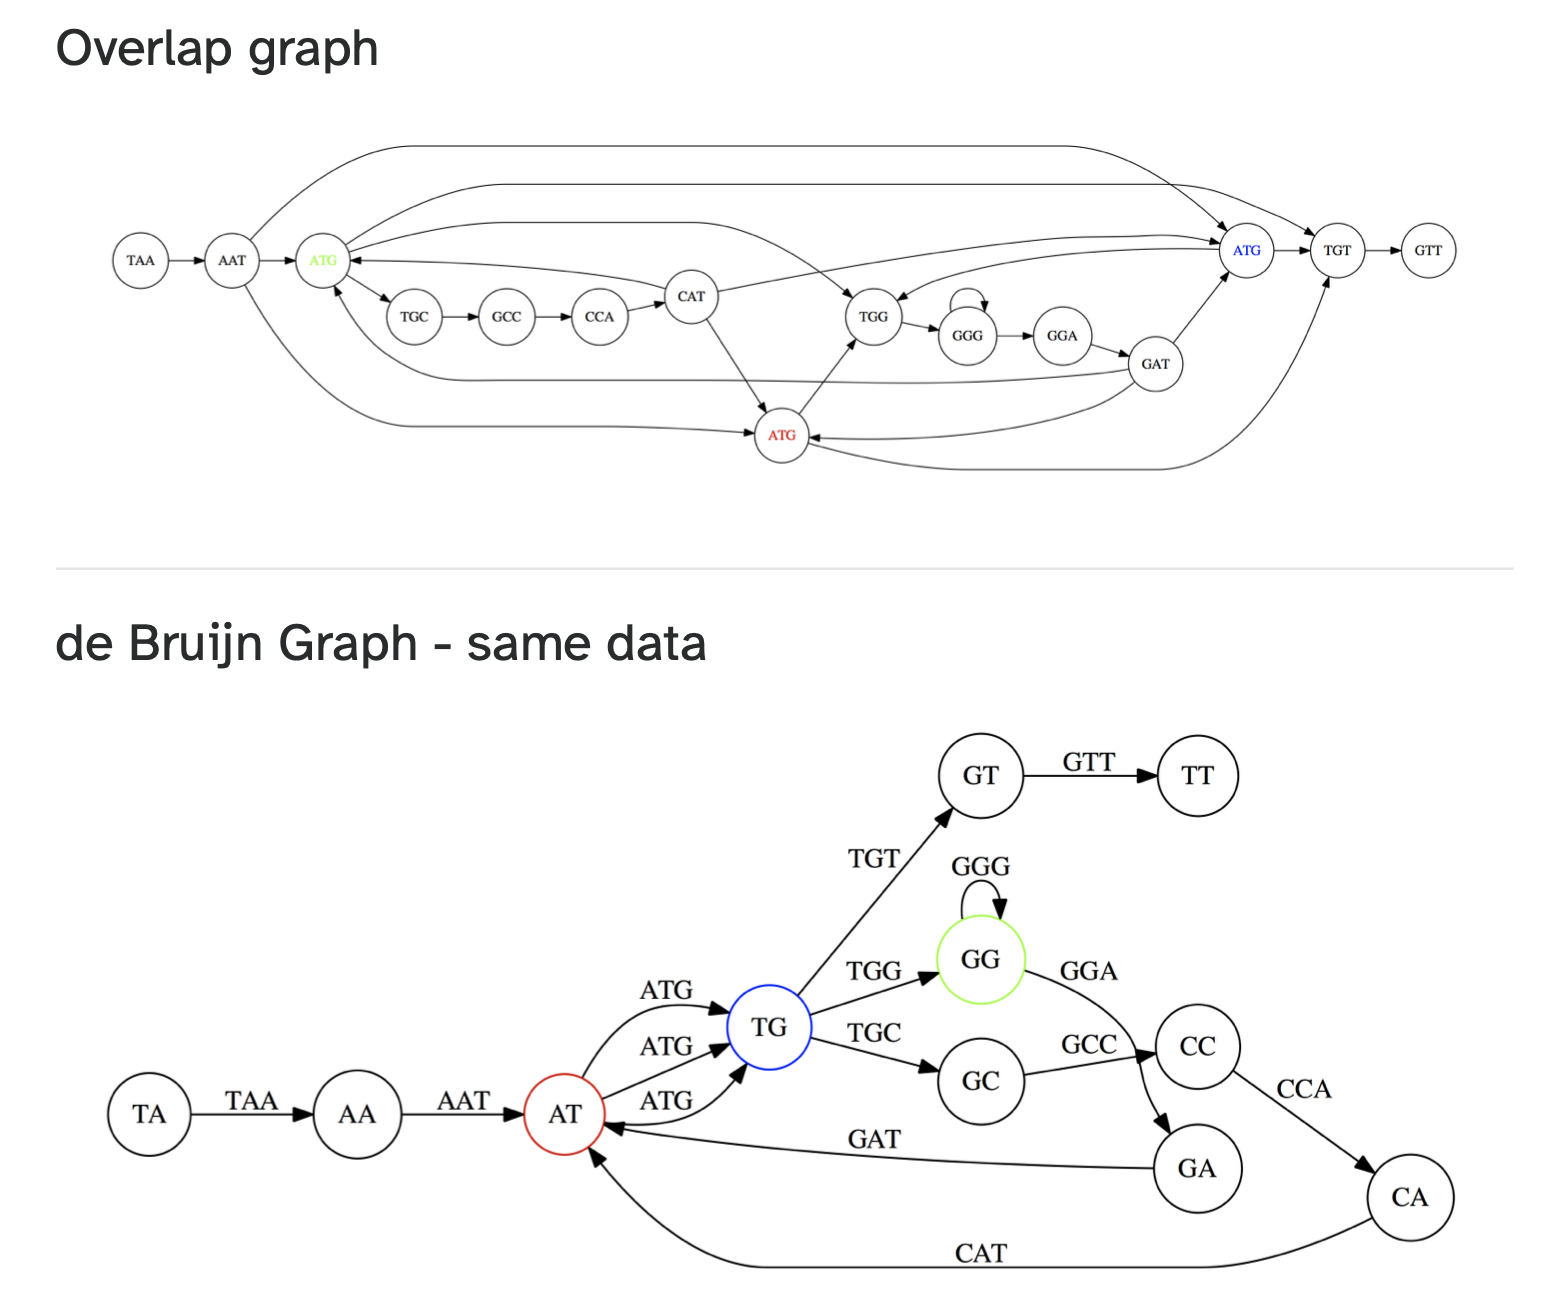 Overlap graph
TAA
AAT
ATG
TGC
GCC
CCA
CAT
ATG
TGG
GGG
GGA
GAT
ATG
TGT
GTT
de Bruijn Graph - same data
GT
GTT
TT
TGT
GGG
GG
TGG
GGA
ATG
TG
ATG
TGC
GC
GCC
CC
CCA
TA
TAA
AA
AAT
AT
ATG
GAT
GA
CA
CAT